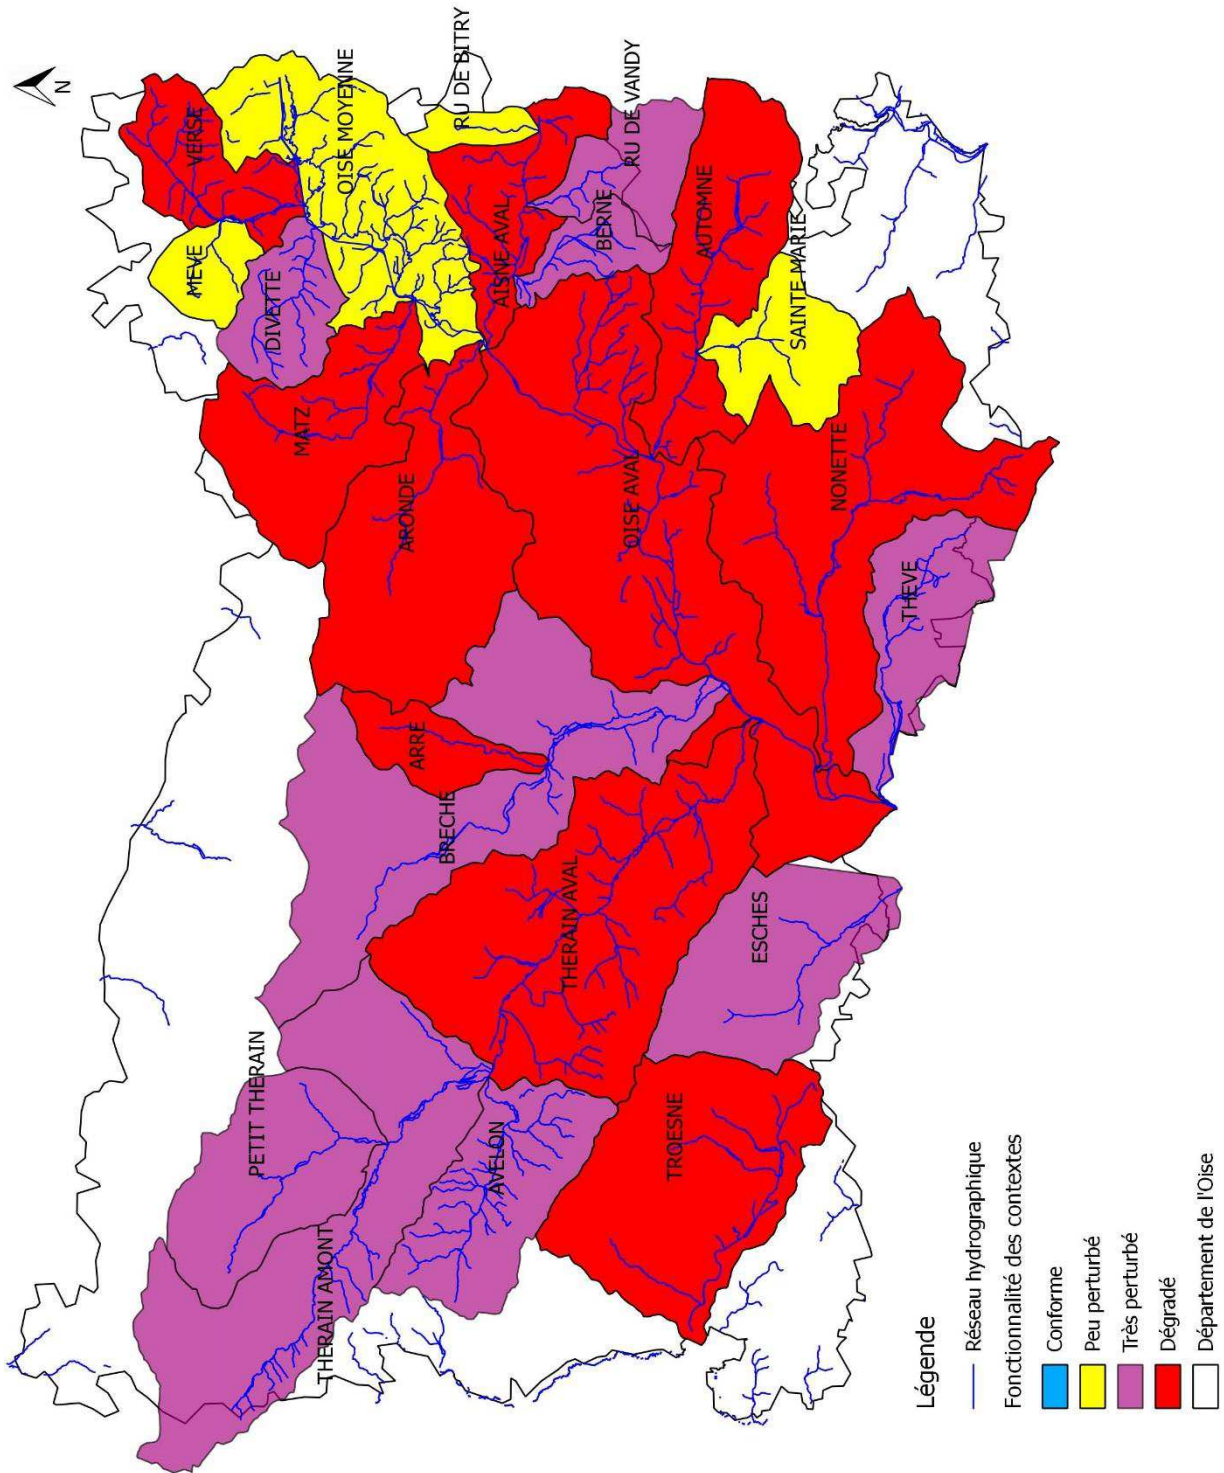 N
VERSE
OISE MOYENNE
RU DE BITRY
MEVE
DIVETTE
RU DE VANDY
BERNE
AISNE AVAL
AUTOMNE
SAINTE MARIE
MATZ
ARONDE
OISE AVAL
NONETTE
THEVE
ARRE
BRECHE
THERAIN AVAL
ESCHES
PETIT THERAIN
AVELON
TROESNE
THERAIN AMONT
Légende
Réseau hydrographique
Fonctionnalité des contextes
Conforme
Peu perturbé
Très perturbé
Dégradé
Département de l'Oise